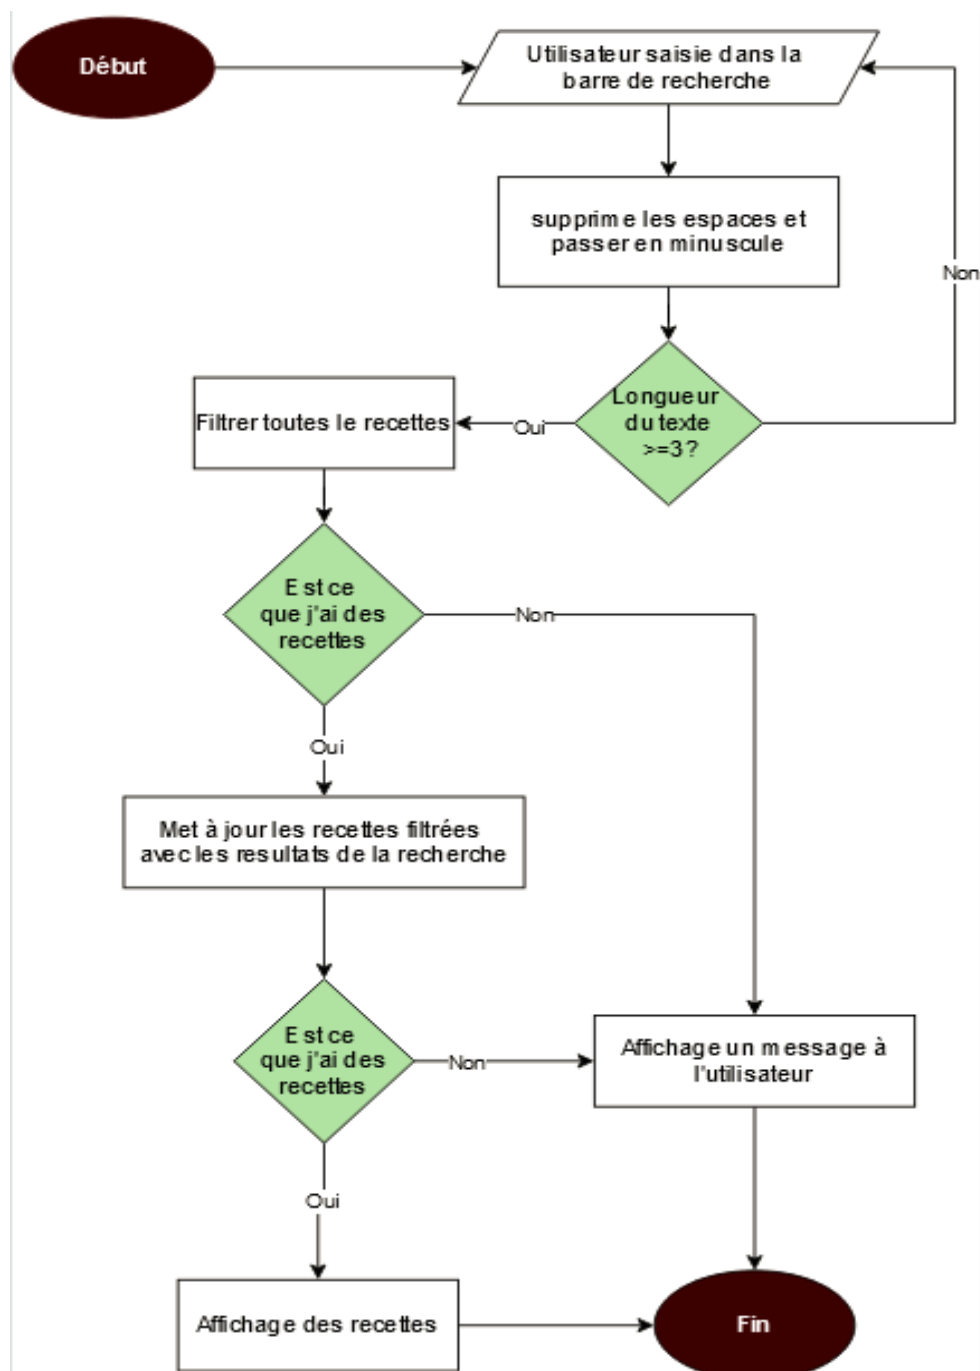 Début
Utilisateur saisie dans la
barre de recherche
supprime les espaces et
passer en minuscule
Non
Longueur
du texte
>=3?
Oui
Filtrer toutes le recettes
Est ce
que j'ai des
recettes
Non
Oui
Met à jour les recettes filtrées
avec les resultats de la recherche
Est ce
que j'ai des
recettes
Non
Affichage un message à
l'utilisateur
Oui
Affichage des recettes
Fin